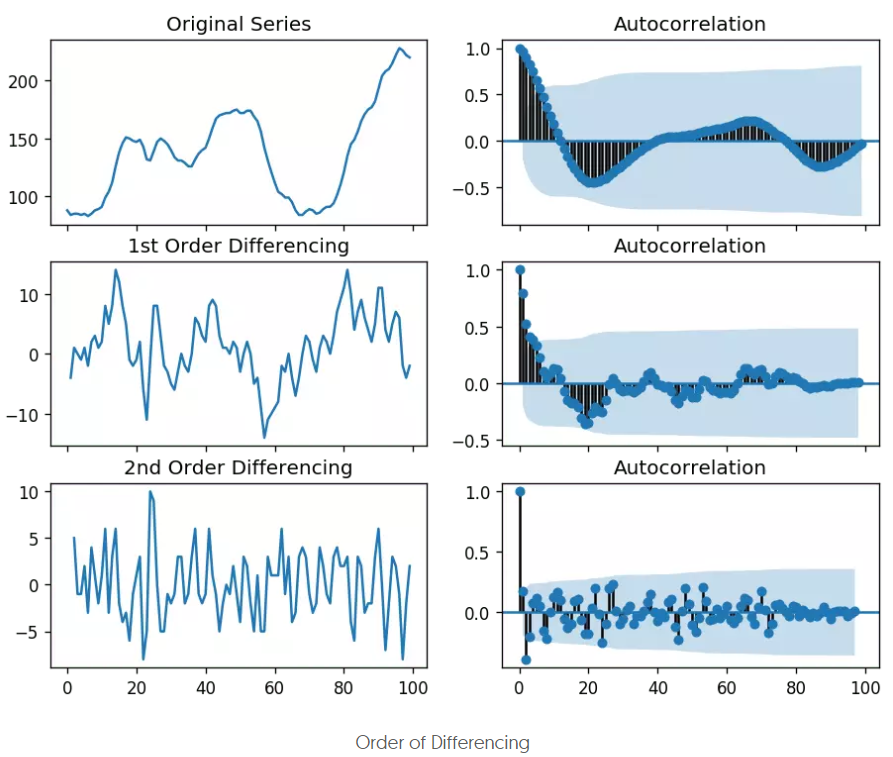 Original Series
Autocorrelation
200
150
100
1.0
0.5
0.0
−0.5
1st Order Differencing
Autocorrelation
10
0
−10
1.0
0.5
0.0
−0.5
2nd Order Differencing
Autocorrelation
10
5
0
−5
1.0
0.5
0.0
0 20 40 60 80 100
0 20 40 60 80 100
Order of Differencing